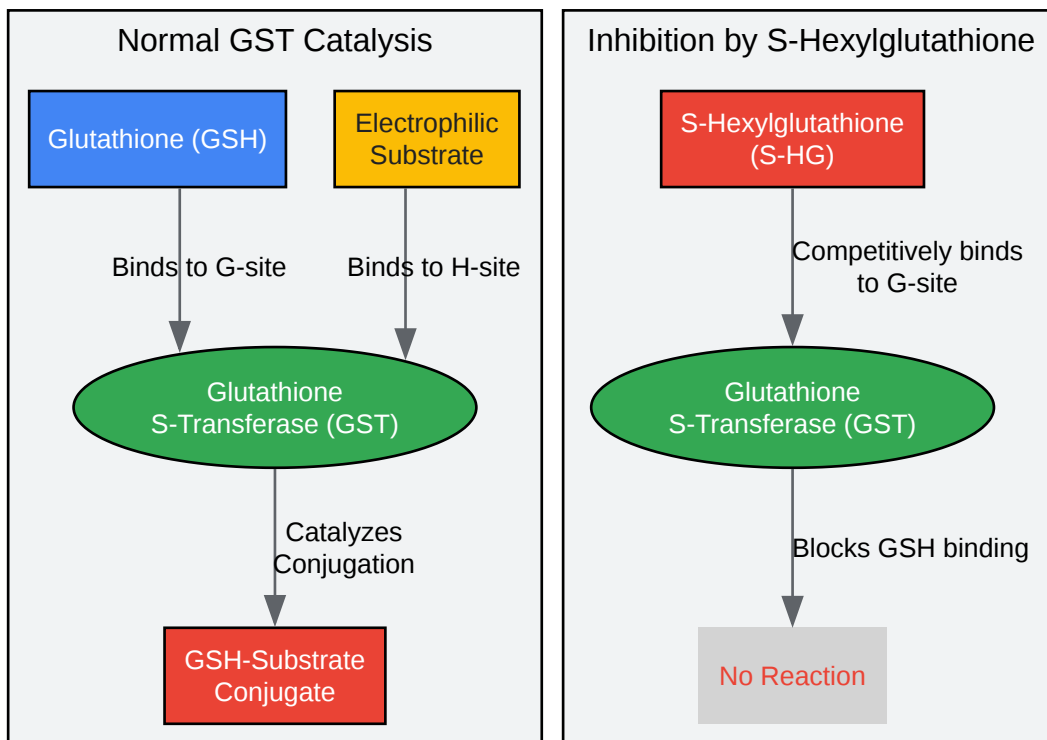 Normal GST Catalysis
Glutathione (GSH)
Electrophilic
Substrate
Binds to G-site
Binds to H-site
Glutathione
S-Transferase (GST)
Catalyzes
Conjugation
GSH-Substrate
Conjugate
Inhibition by S-Hexylglutathione
S-Hexylglutathione
(S-HG)
Competitively binds
to G-site
Glutathione
S-Transferase (GST)
Blocks GSH binding
No Reaction